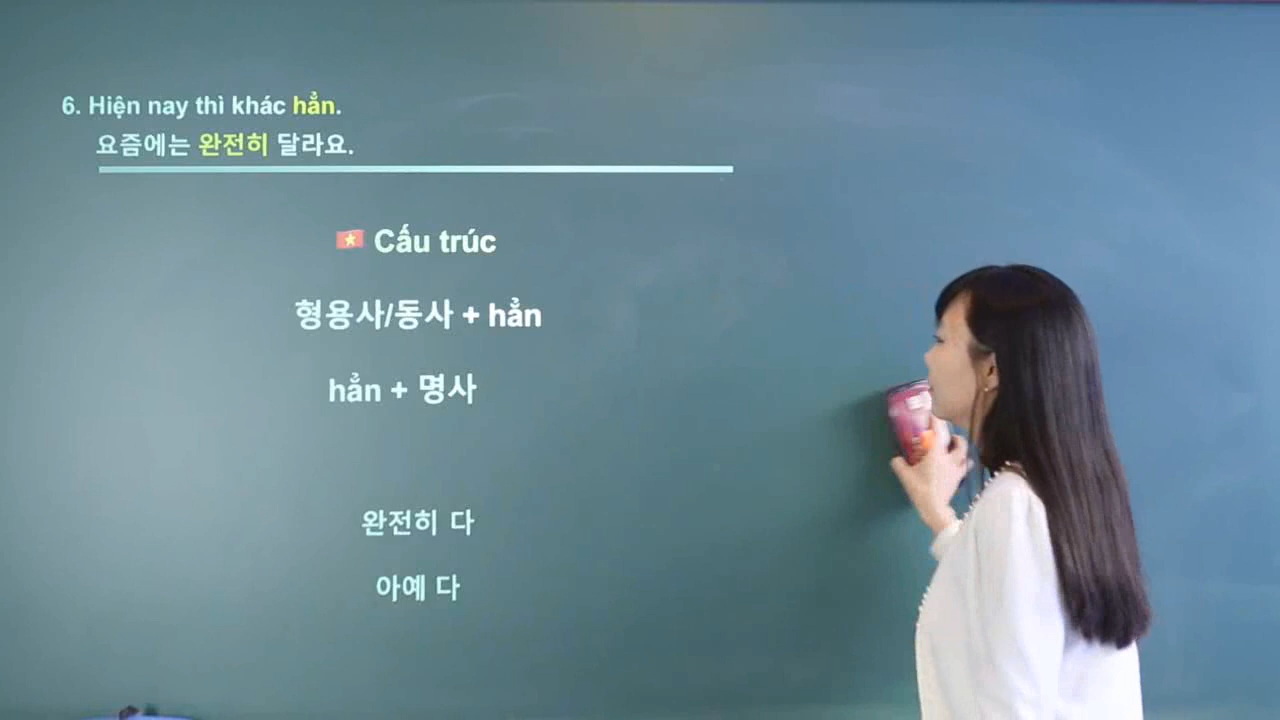 6. Hiện nay thì khác hẳn.
요즘에는 완전히 달라요.
Cấu trúc
형용사/동사 + hẳn
hẳn + 명사
완전히 다
아예 다